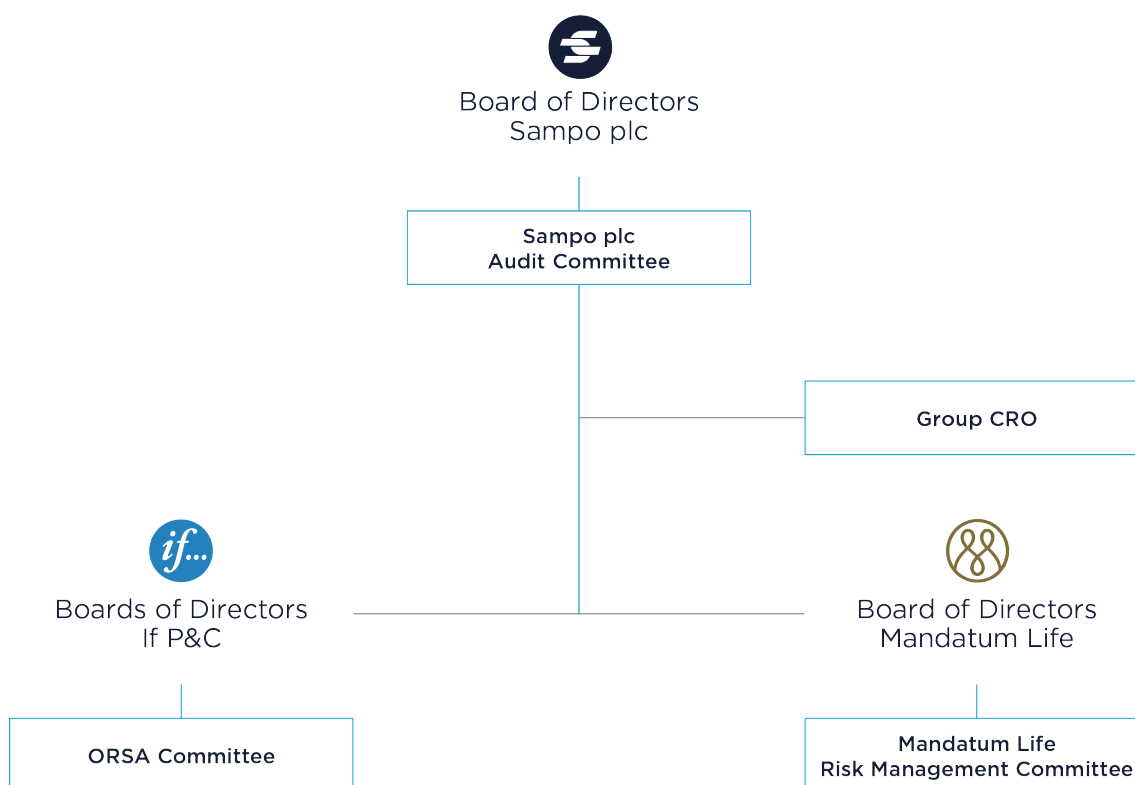 Board of Directors
Sampo plc
Sampo plc
Audit Committee
Group CRO
if...
Boards of Directors
If P&C
Board of Directors
Mandatum Life
ORSA Committee
Mandatum Life
Risk Management Committee